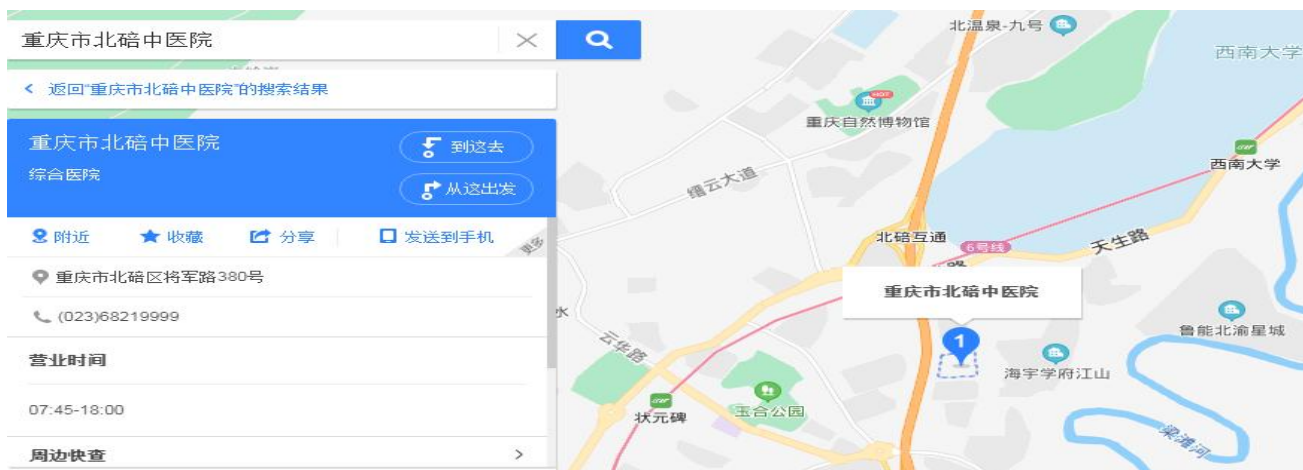 重庆市北碚中医院
返回"重庆市北碚中医院"的搜索结果
重庆市北碚中医院
综合医院
到这去
从这出发
附近
收藏
分享
发送到手机
更多
重庆市北碚区将军路380号
(023)68219999
营业时间
07:45-18:00
周边快查
北温泉-九号
西南大学
HOT
重庆自然博物馆
西南大学
缙云大道
北碚互通
6号线
天生路
路
重庆市北碚中医院
1
鲁能北渝星城
水
云华路
海宇学府江山
状元碑
玉合公园
梁滩河